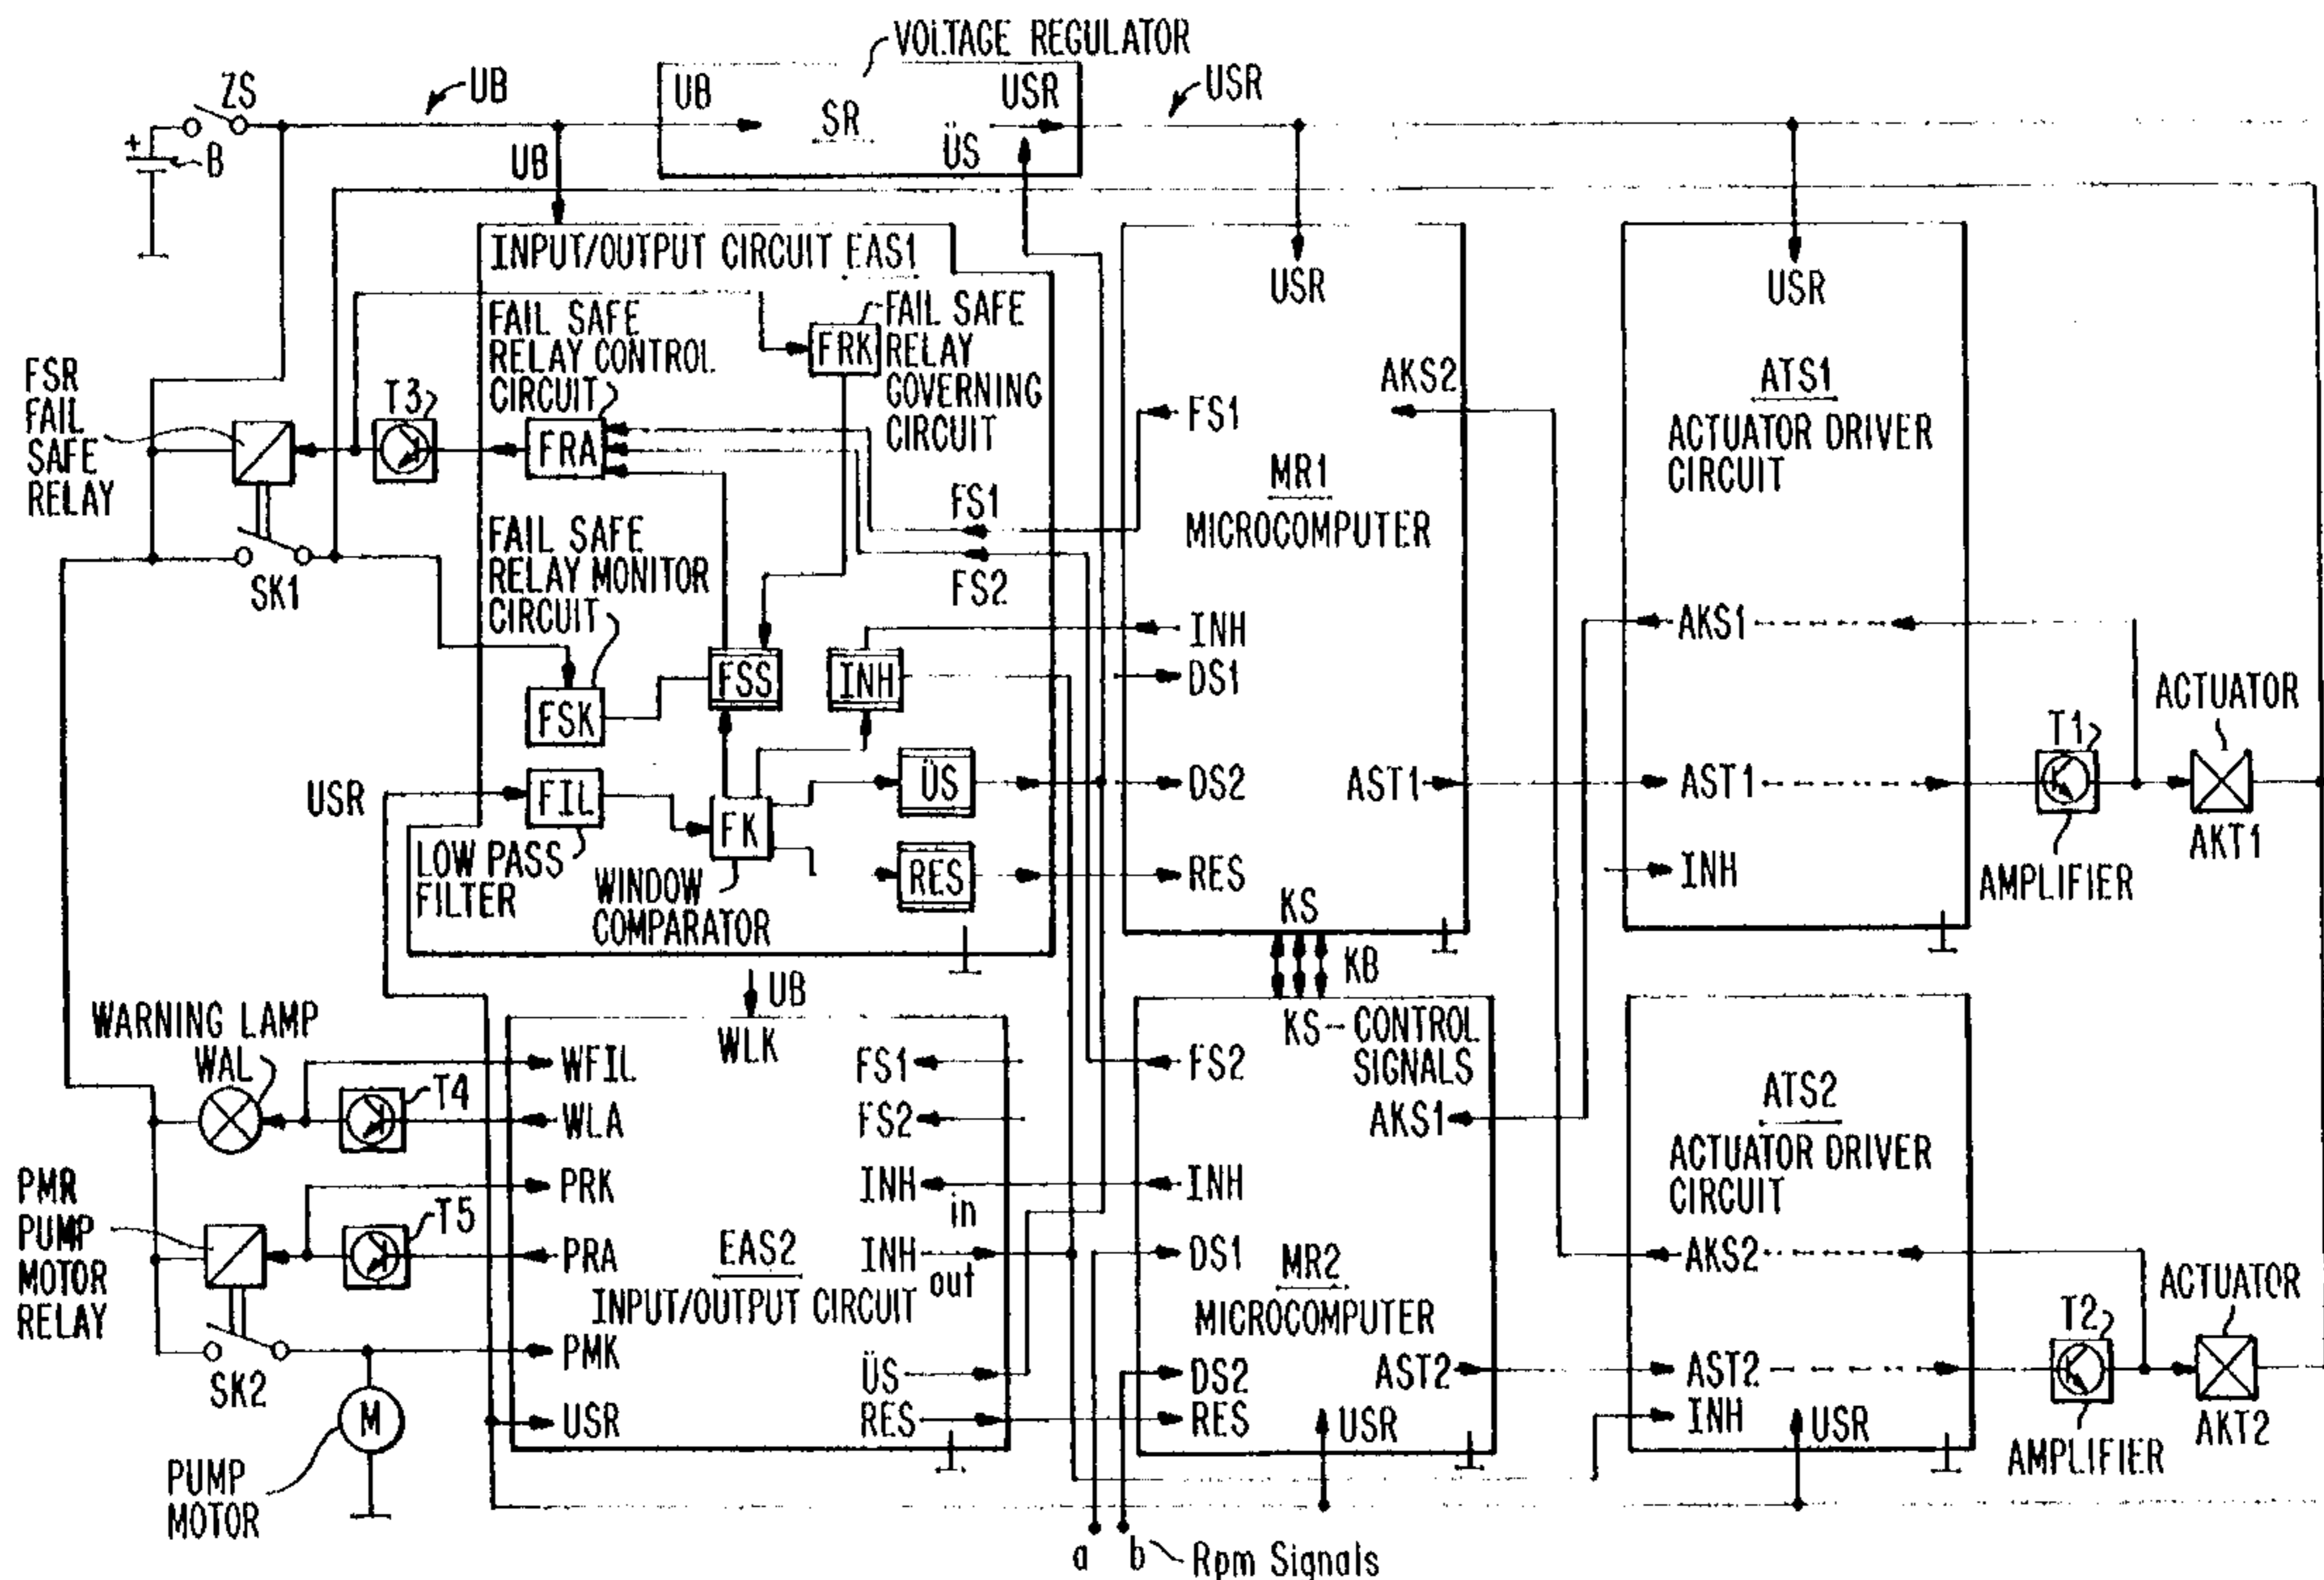 VOLTAGE REGULATOR
ZS
UB
UB
USR
USR
SR
ÜS
+
B
UB
INPUT/OUTPUT CIRCUIT EAS1
FAIL SAFE
RELAY CONTROL
CIRCUIT
FRK
FAIL SAFE
RELAY
GOVERNING
CIRCUIT
FSR
FAIL
SAFE
RELAY
T3
FRA
FS1
FS2
FAIL SAFE
RELAY MONITOR
CIRCUIT
SK1
FSS
INH
FSK
USR
FIL
LOW PASS
FILTER
FK
WINDOW
COMPARATOR
ÜS
RES
USR
AKS2
FS1
MR1
MICROCOMPUTER
INH
DS1
DS2
AST1
RES
KS
KB
USR
ATS1
ACTUATOR DRIVER
CIRCUIT
AKS1
AST1
INH
T1
AMPLIFIER
ACTUATOR
AKT1
UB
WARNING LAMP
WAL
T4
PMR
PUMP
MOTOR
RELAY
T5
SK2
M
PUMP
MOTOR
WLK
WFIL
FS1
WLA
FS2
PRK
INH
in
PRA
EAS2
INH
out
INPUT/OUTPUT CIRCUIT
PMK
ÜS
USR
RES
KS-CONTROL
SIGNALS
FS2
AKS1
INH
DS1
MR2
MICROCOMPUTER
DS2
AST2
RES
USR
ATS2
ACTUATOR DRIVER
CIRCUIT
AKS2
AST2
INH
USR
T2
AMPLIFIER
ACTUATOR
AKT2
a
b
Rpm Signals